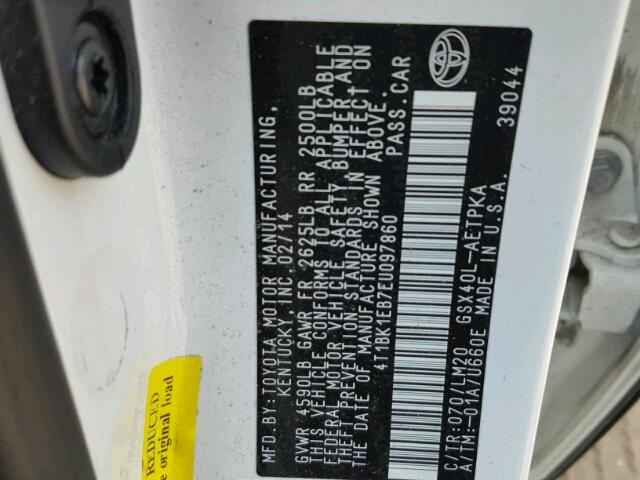 MFD. BY: TOYOTA MOTOR MANUFACTURING,
KENTUCKY, INC. 02/14
GVWR 4590LB GAWR FR 2625LB RR 2500LB
THIS VEHICLE CONFORMS TO ALL APPLICABLE
FEDERAL MOTOR VEHICLE SAFETY, BUMPER, AND
THEFT PREVENTION STANDARDS IN EFFECT ON
DATE OF MANUFACTURE SHOWN ABOVE.
4T1BK1EB7EU097860 PASS. CAR
C/TR: 070/LM20 GSX40L-AETPKA
A/TM: -01A/U660E MADE IN U.S.A.
39044
REDUCED
e original load